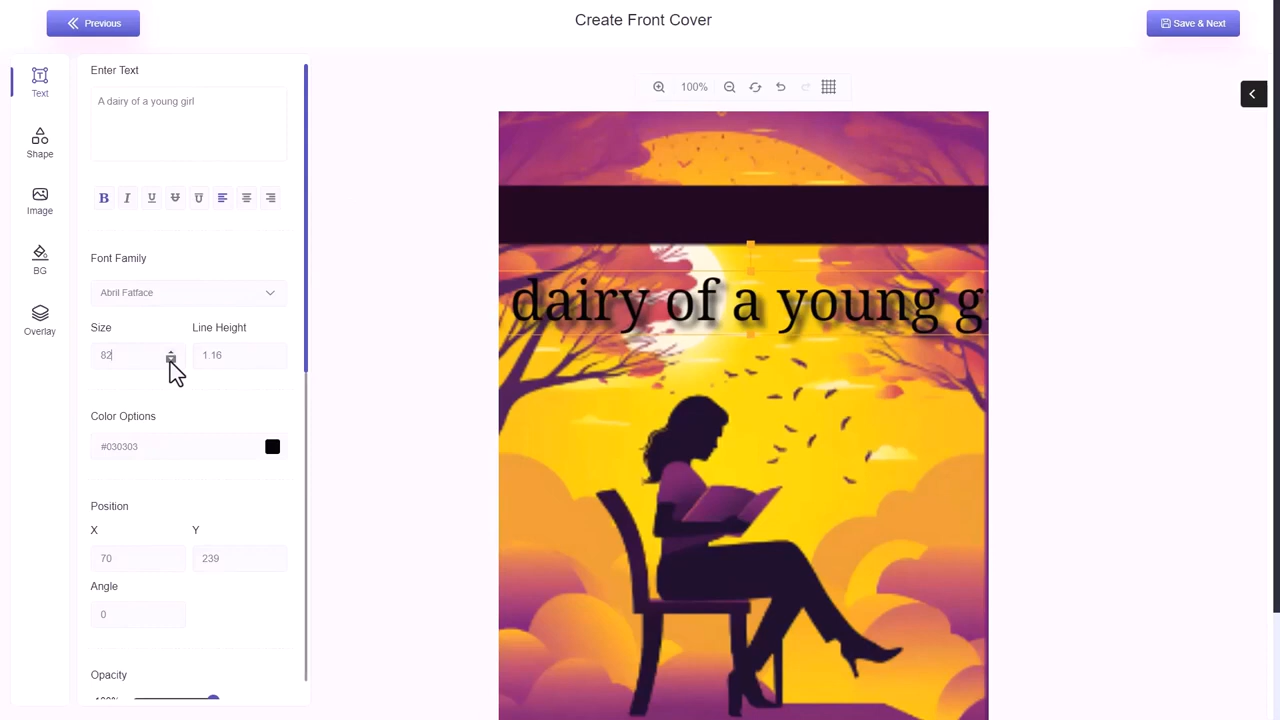 Previous
Create Front Cover
Save & Next
Text
Shape
Image
BG
Overlay
Enter Text
A dairy of a young girl
B I U
Font Family
Abril Fatface
Size
Line Height
82
1.16
Color Options
#030303
Position
X
Y
70
239
Angle
0
Opacity
100%
100%
dairy of a young gi